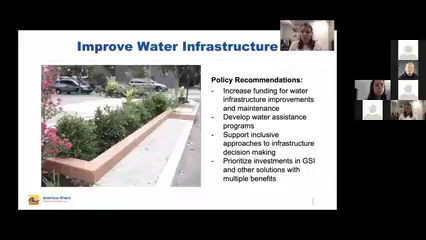 Improve Water Infrastructure
Policy Recommendations:
- Increase funding for water
infrastructure improvements
and maintenance
- Develop water assistance
programs
- Support inclusive
approaches to infrastructure
decision making
- Prioritize investments in GSI
and other solutions with
multiple benefits
American Rivers